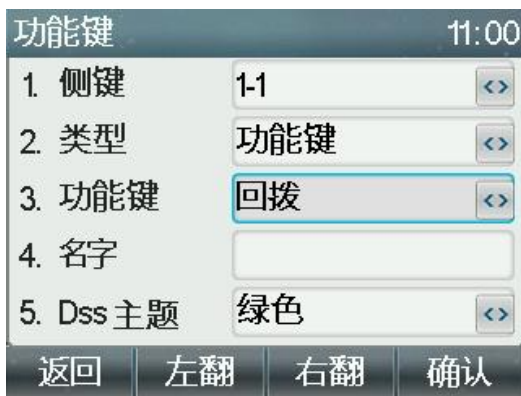 功能键 11:00
1. 侧键 1-1
2. 类型 功能键
3. 功能键 回拨
4. 名字
5. Dss 主题 绿色
返回 左翻 右翻 确认